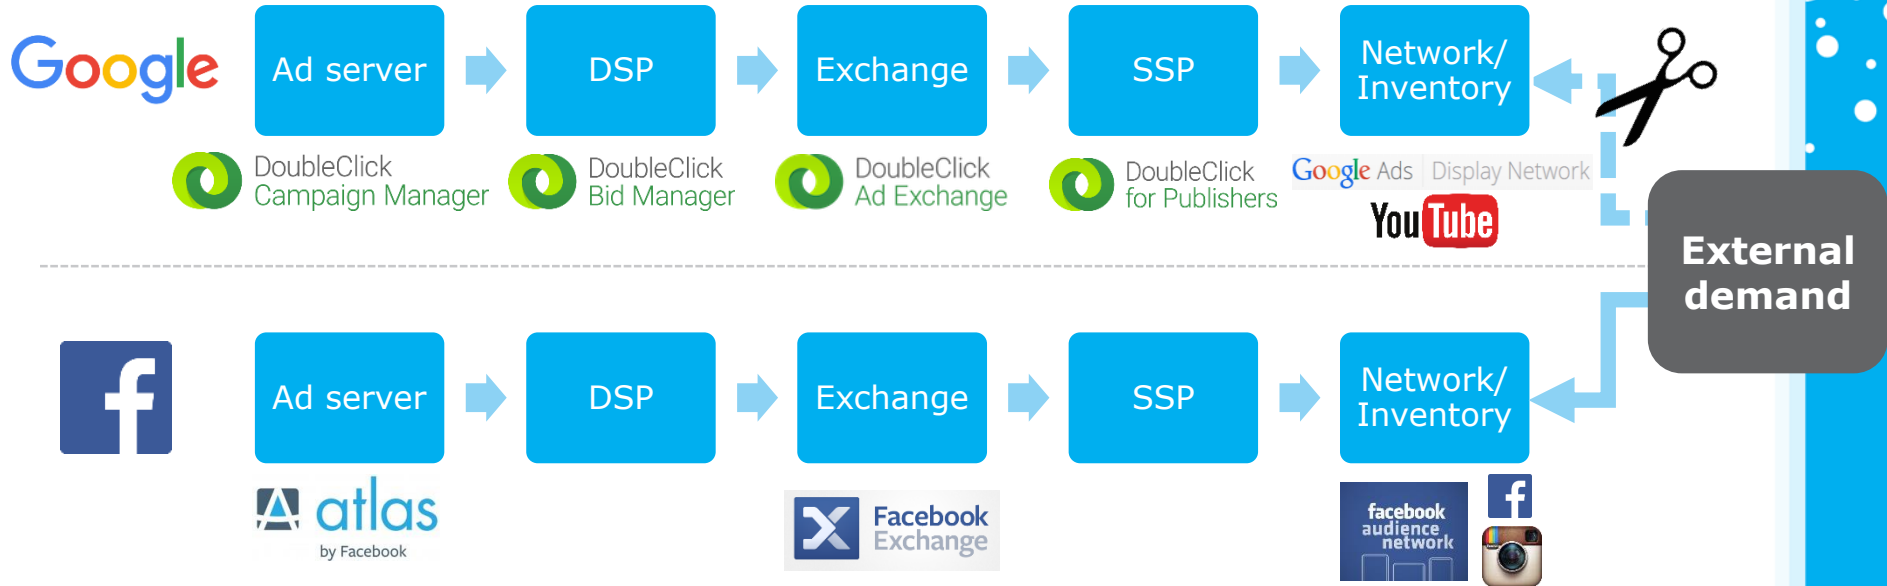 Google
Ad server
DSP
Exchange
SSP
Network/
Inventory
DoubleClick
Campaign Manager
DoubleClick
Bid Manager
DoubleClick
Ad Exchange
DoubleClick
for Publishers
Google Ads | Display Network
YouTube
External
demand
f
Ad server
DSP
Exchange
SSP
Network/
Inventory
atlas
by Facebook
Facebook
Exchange
facebook
audience
network
f